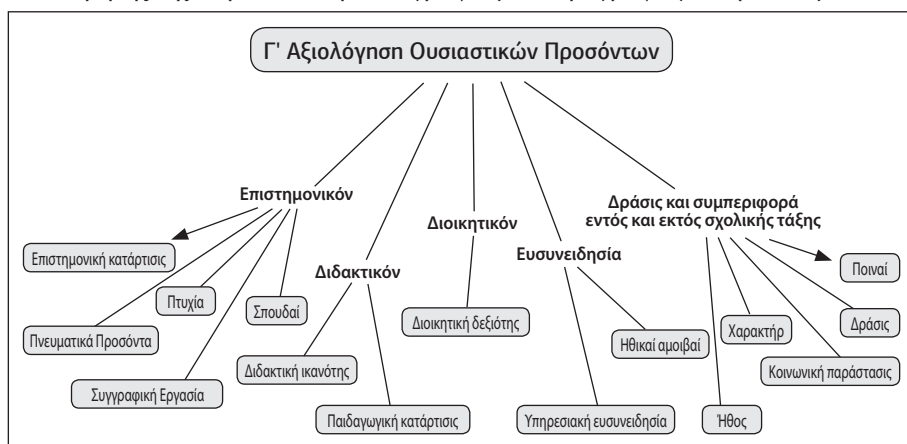 Γ' Αξιολόγηση Ουσιαστικών Προσόντων
Επιστημονικόν
Δράσις και συμπεριφορά
εντός και εκτός σχολικής τάξης
Διοικητικόν
Ευσυνειδησία
Διδακτικόν
Επιστημονική κατάρτισις
Ποιναί
Πτυχία
Σπουδαί
Διοικητική δεξιότης
Χαρακτήρ
Δράσις
Πνευματικά Προσόντα
Ηθικαί αμοιβαί
Διδακτική ικανότης
Κοινωνική παράστασις
Συγγραφική Εργασία
Παιδαγωγική κατάρτισις
Υπηρεσιακή ευσυνειδησία
Ήθος